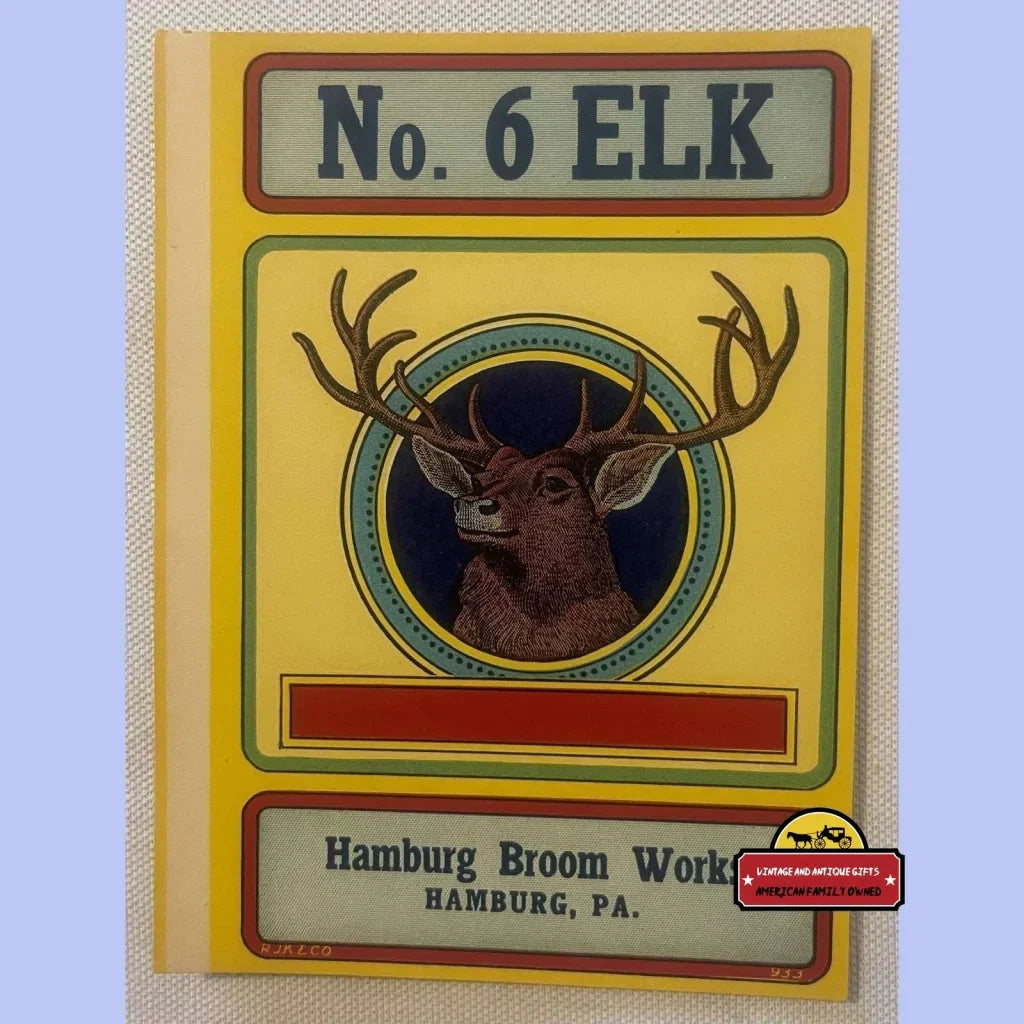 No. 6 ELK
Hamburg Broom Works
HAMBURG, PA.
RJK & CO
933
VINTAGE AND ANTIQUE GIFTS
AMERICAN FAMILY OWNED